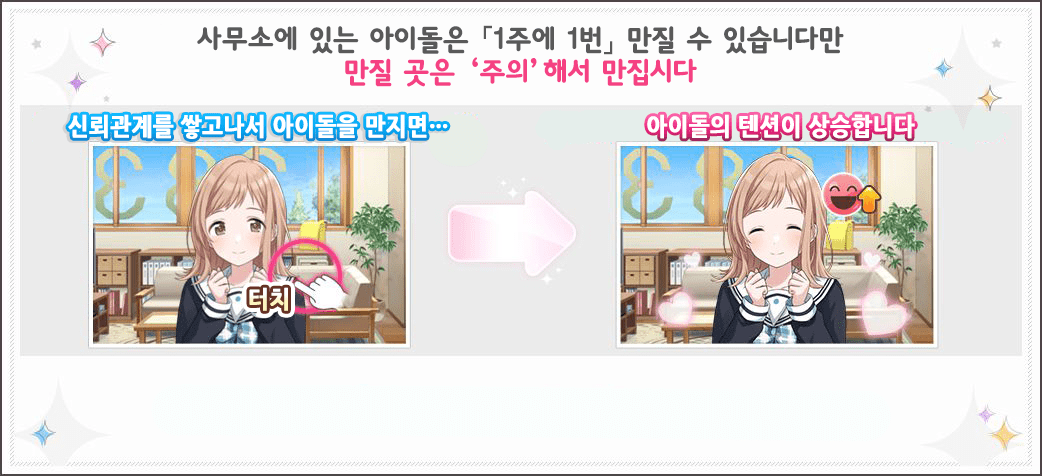 사무소에 있는 아이돌은 「1주에 1번」 만질 수 있습니다만
만질 곳은 ‘주의’ 해서 만집시다
신뢰관계를 쌓고나서 아이돌을 만지면…
아이돌의 텐션이 상승합니다
터치